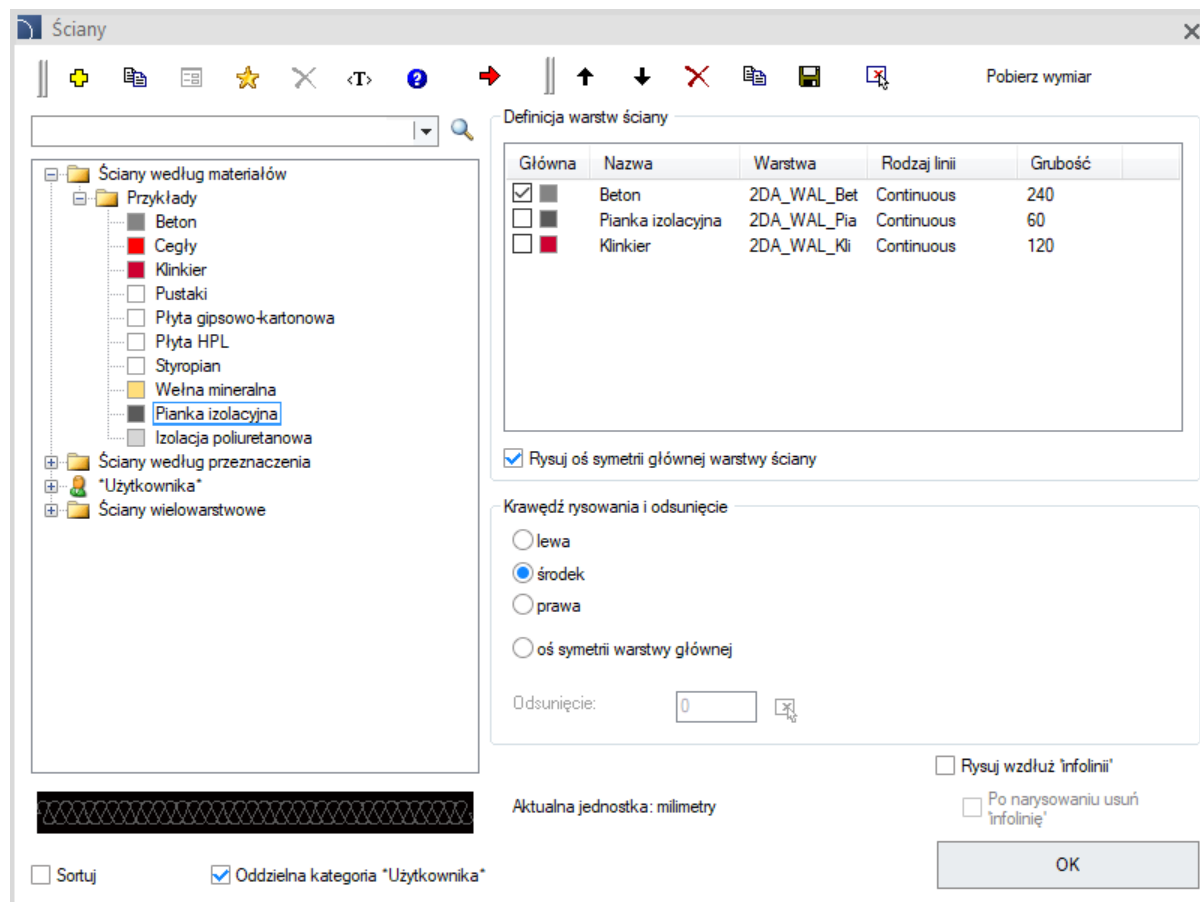 Ściany
‹T›
?
Pobierz wymiar
Definicja warstw ściany
Główna Nazwa Warstwa Rodzaj linii Grubość
Beton 2DA_WAL_Bet Continuous 240
Pianka izolacyjna 2DA_WAL_Pia Continuous 60
Klinkier 2DA_WAL_Kli Continuous 120
Ściany według materiałów
Przykłady
Beton
Cegły
Klinkier
Pustaki
Płyta gipsowo-kartonowa
Płyta HPL
Styropian
Wełna mineralna
Pianka izolacyjna
Izolacja poliuretanowa
Ściany według przeznaczenia
*Użytkownika*
Ściany wielowarstwowe
Rysuj oś symetrii głównej warstwy ściany
Krawędź rysowania i odsunięcie
lewa
środek
prawa
oś symetrii warstwy głównej
Odsunięcie: 0
Rysuj wzdłuż 'infolinii'
Po narysowaniu usuń
'infolinię'
Aktualna jednostka: milimetry
Sortuj
Oddzielna kategoria *Użytkownika*
OK